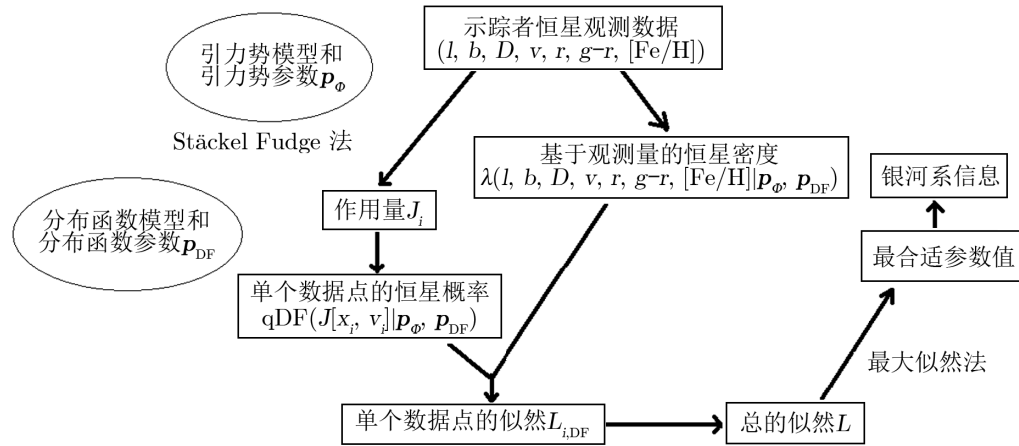 示踪者恒星观测数据
(l, b, D, v, r, g−r, [Fe/H])
引力势模型和
引力势参数p_Φ
Stäckel Fudge 法
基于观测量的恒星密度
λ(l, b, D, v, r, g−r, [Fe/H]|p_Φ, p_DF)
银河系信息
作用量J_i
分布函数模型和
分布函数参数p_DF
最合适参数值
单个数据点的恒星概率
qDF(J[x_i, v_i]|p_Φ, p_DF)
最大似然法
单个数据点的似然L_i,DF
总的似然L